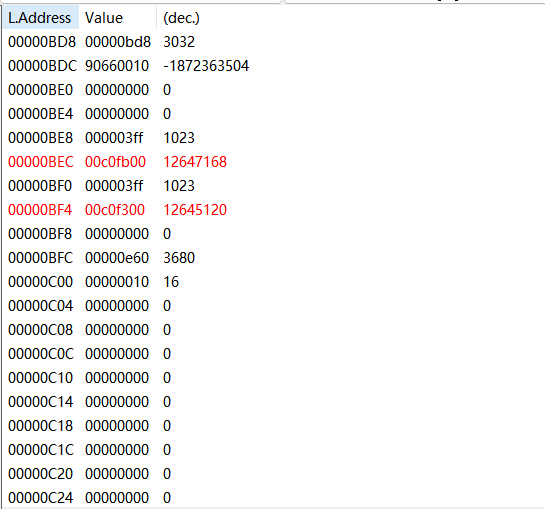 L.Address Value (dec.)
00000BD8 00000bd8 3032
00000BDC 90660010 -1872363504
00000BE0 00000000 0
00000BE4 00000000 0
00000BE8 000003ff 1023
00000BEC 00c0fb00 12647168
00000BF0 000003ff 1023
00000BF4 00c0f300 12645120
00000BF8 00000000 0
00000BFC 00000e60 3680
00000C00 00000010 16
00000C04 00000000 0
00000C08 00000000 0
00000C0C 00000000 0
00000C10 00000000 0
00000C14 00000000 0
00000C18 00000000 0
00000C1C 00000000 0
00000C20 00000000 0
00000C24 00000000 0